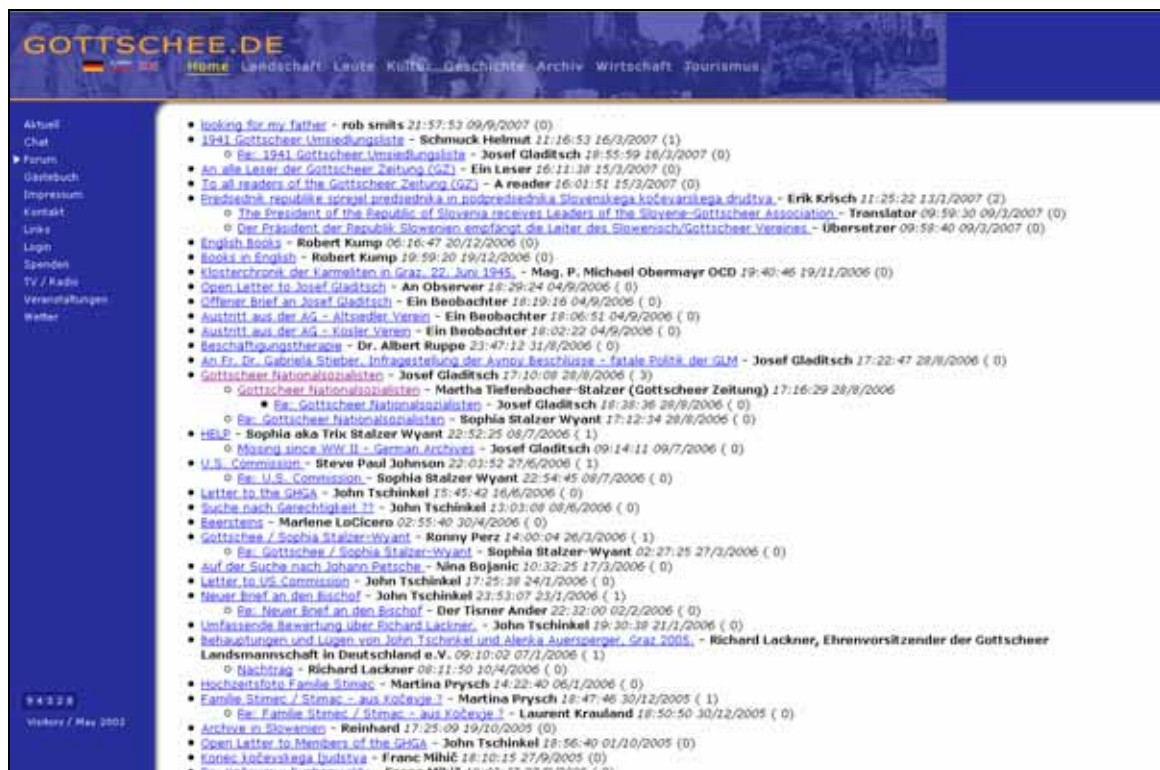 GOTTSCHEE.DE
Home Landschaft Leute Kultur Geschichte Archiv Wirtschaft Tourismus
Aktuell
Chat
Forum
Gästebuch
Impressum
Kontakt
Links
Login
Spenden
TV / Radio
Veranstaltungen
Wetter
94328
Visitors / May 2002
looking for my father - rob smits 21:57:53 09/9/2007 (0)
1941 Gottscheer Umsiedlungsliste - Schmuck Helmut 11:16:53 16/3/2007 (1)
Re: 1941 Gottscheer Umsiedlungsliste - Josef Gladitsch 18:55:59 16/3/2007 (0)
An alle Leser der Gottscheer Zeitung (GZ) - Ein Leser 16:11:38 15/3/2007 (0)
To all readers of the Gottscheer Zeitung (GZ) - A reader 16:01:51 15/3/2007 (0)
Predsednik republike sprejel predsednika in podpredsednika Slovenskega kočevarskega društva - Erik Krisch 11:25:22 13/1/2007 (2)
The President of the Republic of Slovenia receives Leaders of the Slovene-Gottscheer Association - Translator 09:59:30 09/3/2007 (0)
Der Präsident der Republik Slowenien empfängt die Leiter des Slowenisch/Gottscheer Vereines - Übersetzer 09:58:40 09/3/2007 (0)
English Books - Robert Kump 06:16:47 20/12/2006 (0)
Books in English - Robert Kump 19:59:20 19/12/2006 (0)
Klosterchronik der Karmeliten in Graz, 22. Juni 1945. - Mag. P. Michael Obermayr OCD 19:40:46 19/11/2006 (0)
Open Letter to Josef Gladitsch - An Observer 18:29:24 04/9/2006 ( 0)
Offener Brief an Josef Gladitsch - Ein Beobachter 18:19:16 04/9/2006 ( 0)
Austritt aus der AG - Altsiedler Verein - Ein Beobachter 18:06:51 04/9/2006 ( 0)
Austritt aus der AG - Kosler Verein - Ein Beobachter 18:02:22 04/9/2006 ( 0)
Beschäftigungstherapie - Dr. Albert Ruppe 23:47:12 31/8/2006 ( 0)
An Fr. Dr. Gabriela Stieber, Infragestellung der Avnoy Beschlüsse - fatale Politik der GLM - Josef Gladitsch 17:22:47 28/8/2006 ( 0)
Gottscheer Nationalsozialisten - Josef Gladitsch 17:10:08 28/8/2006 ( 3)
Gottscheer Nationalsozialisten - Martha Tiefenbacher-Stalzer (Gottscheer Zeitung) 17:16:29 28/8/2006
Re: Gottscheer Nationalsozialisten - Josef Gladitsch 18:38:36 28/8/2006 ( 0)
Re: Gottscheer Nationalsozialisten - Sophia Stalzer Wyant 17:12:34 28/8/2006 ( 0)
HELP - Sophia aka Trix Stalzer Wyant 22:52:25 08/7/2006 ( 1)
Missing since WW II - German Archives - Josef Gladitsch 09:14:11 09/7/2006 ( 0)
U.S. Commission - Steve Paul Johnson 22:03:52 27/6/2006 ( 1)
Re: U.S. Commission - Sophia Stalzer Wyant 22:54:45 08/7/2006 ( 0)
Letter to the GHGA - John Tschinkel 15:45:42 16/6/2006 ( 0)
Suche nach Gerechtigkeit ?? - John Tschinkel 13:03:08 08/6/2006 ( 0)
Beersteins - Marlene LoCicero 02:55:40 30/4/2006 ( 0)
Gottschee / Sophia Stalzer-Wyant - Ronny Perz 14:00:04 26/3/2006 ( 1)
Re: Gottschee / Sophia Stalzer-Wyant - Sophia Stalzer-Wyant 02:27:25 27/3/2006 ( 0)
Auf der Suche nach Johann Petsche - Nina Bojanic 10:32:25 17/3/2006 ( 0)
Letter to US Commission - John Tschinkel 17:25:38 24/1/2006 ( 0)
Neuer Brief an den Bischof - John Tschinkel 23:53:07 23/1/2006 ( 1)
Re: Neuer Brief an den Bischof - Der Tisner Ander 22:32:00 02/2/2006 ( 0)
Umfassende Bewertung über Richard Lackner. - John Tschinkel 19:30:38 21/1/2006 ( 0)
Behauptungen und Lügen von John Tschinkel und Alenka Auersperger, Graz 2005. - Richard Lackner, Ehrenvorsitzender der Gottscheer
Landsmannschaft in Deutschland e.V. 09:10:02 07/1/2006 ( 1)
Nachtrag - Richard Lackner 08:11:50 10/4/2006 ( 0)
Hochzeitsfoto Familie Stimec - Martina Prysch 14:22:40 06/1/2006 ( 0)
Familie Stimec / Stimac - aus Kočevje ? - Martina Prysch 18:47:46 30/12/2005 ( 1)
Re: Familie Stimec / Stimac - aus Kočevje ? - Laurent Krauland 18:50:50 30/12/2005 ( 0)
Archive in Slowenien - Reinhard 17:25:09 19/10/2005 (0)
Open Letter to Members of the GHGA - John Tschinkel 18:56:40 01/10/2005 (0)
Konec kočevskega ljudstva - Franc Mihič 18:10:15 27/9/2005 (0)